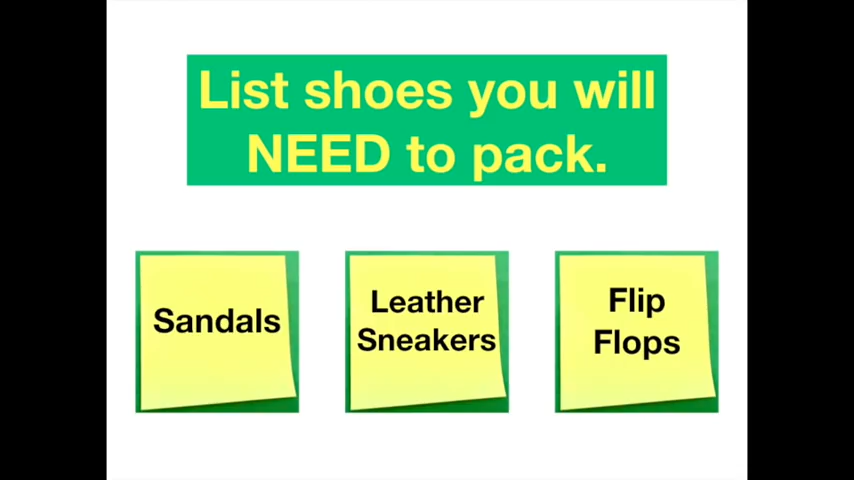 List shoes you will
NEED to pack.
Sandals
Leather
Sneakers
Flip
Flops